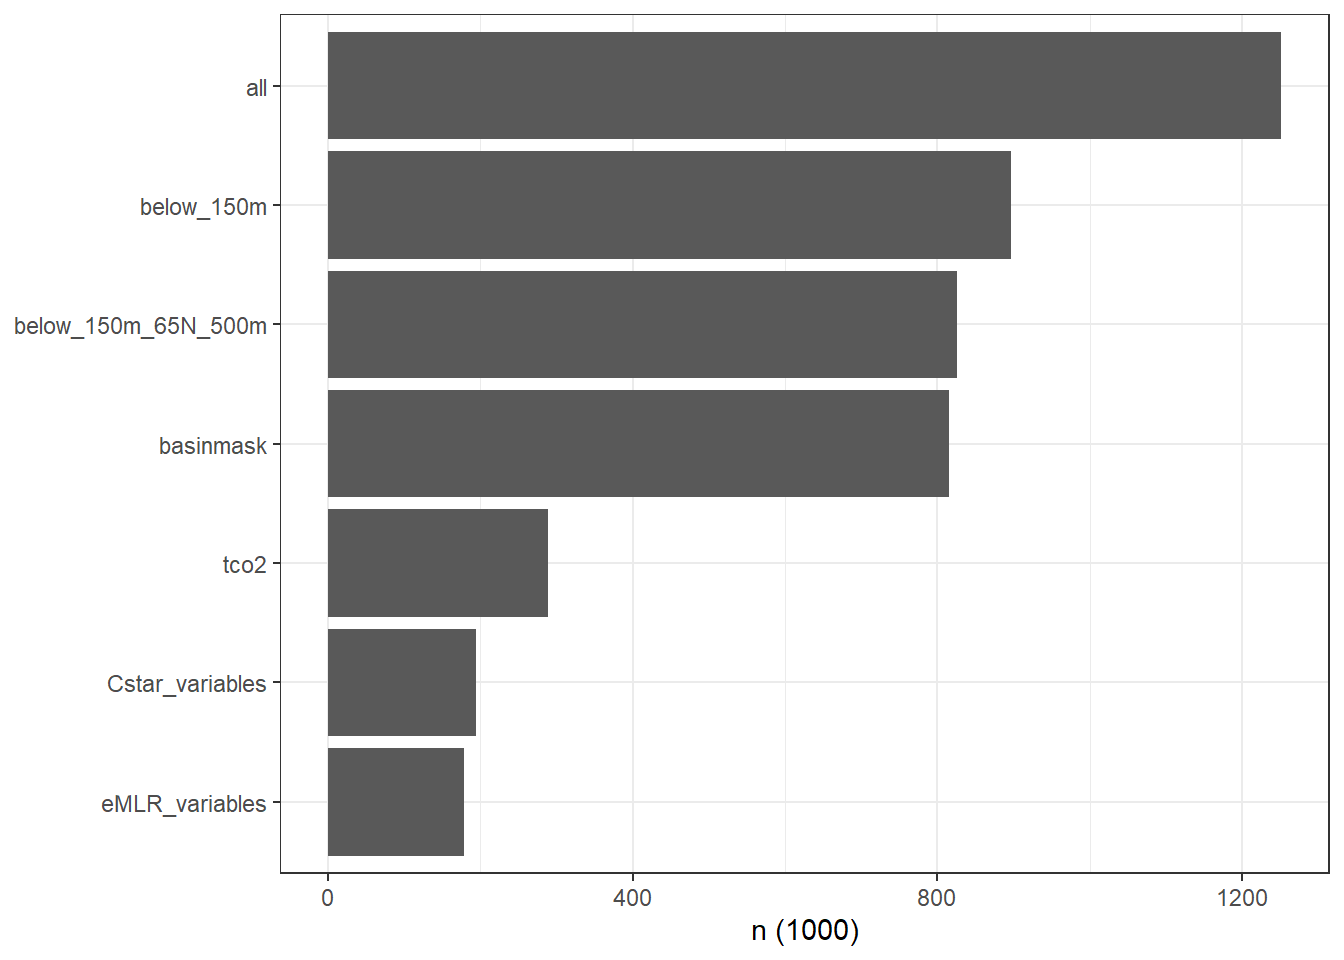 all
below_150m
below_150m_65N_500m
basinmask
tco2
Cstar_variables
eMLR_variables
0 400 800 1200
n (1000)